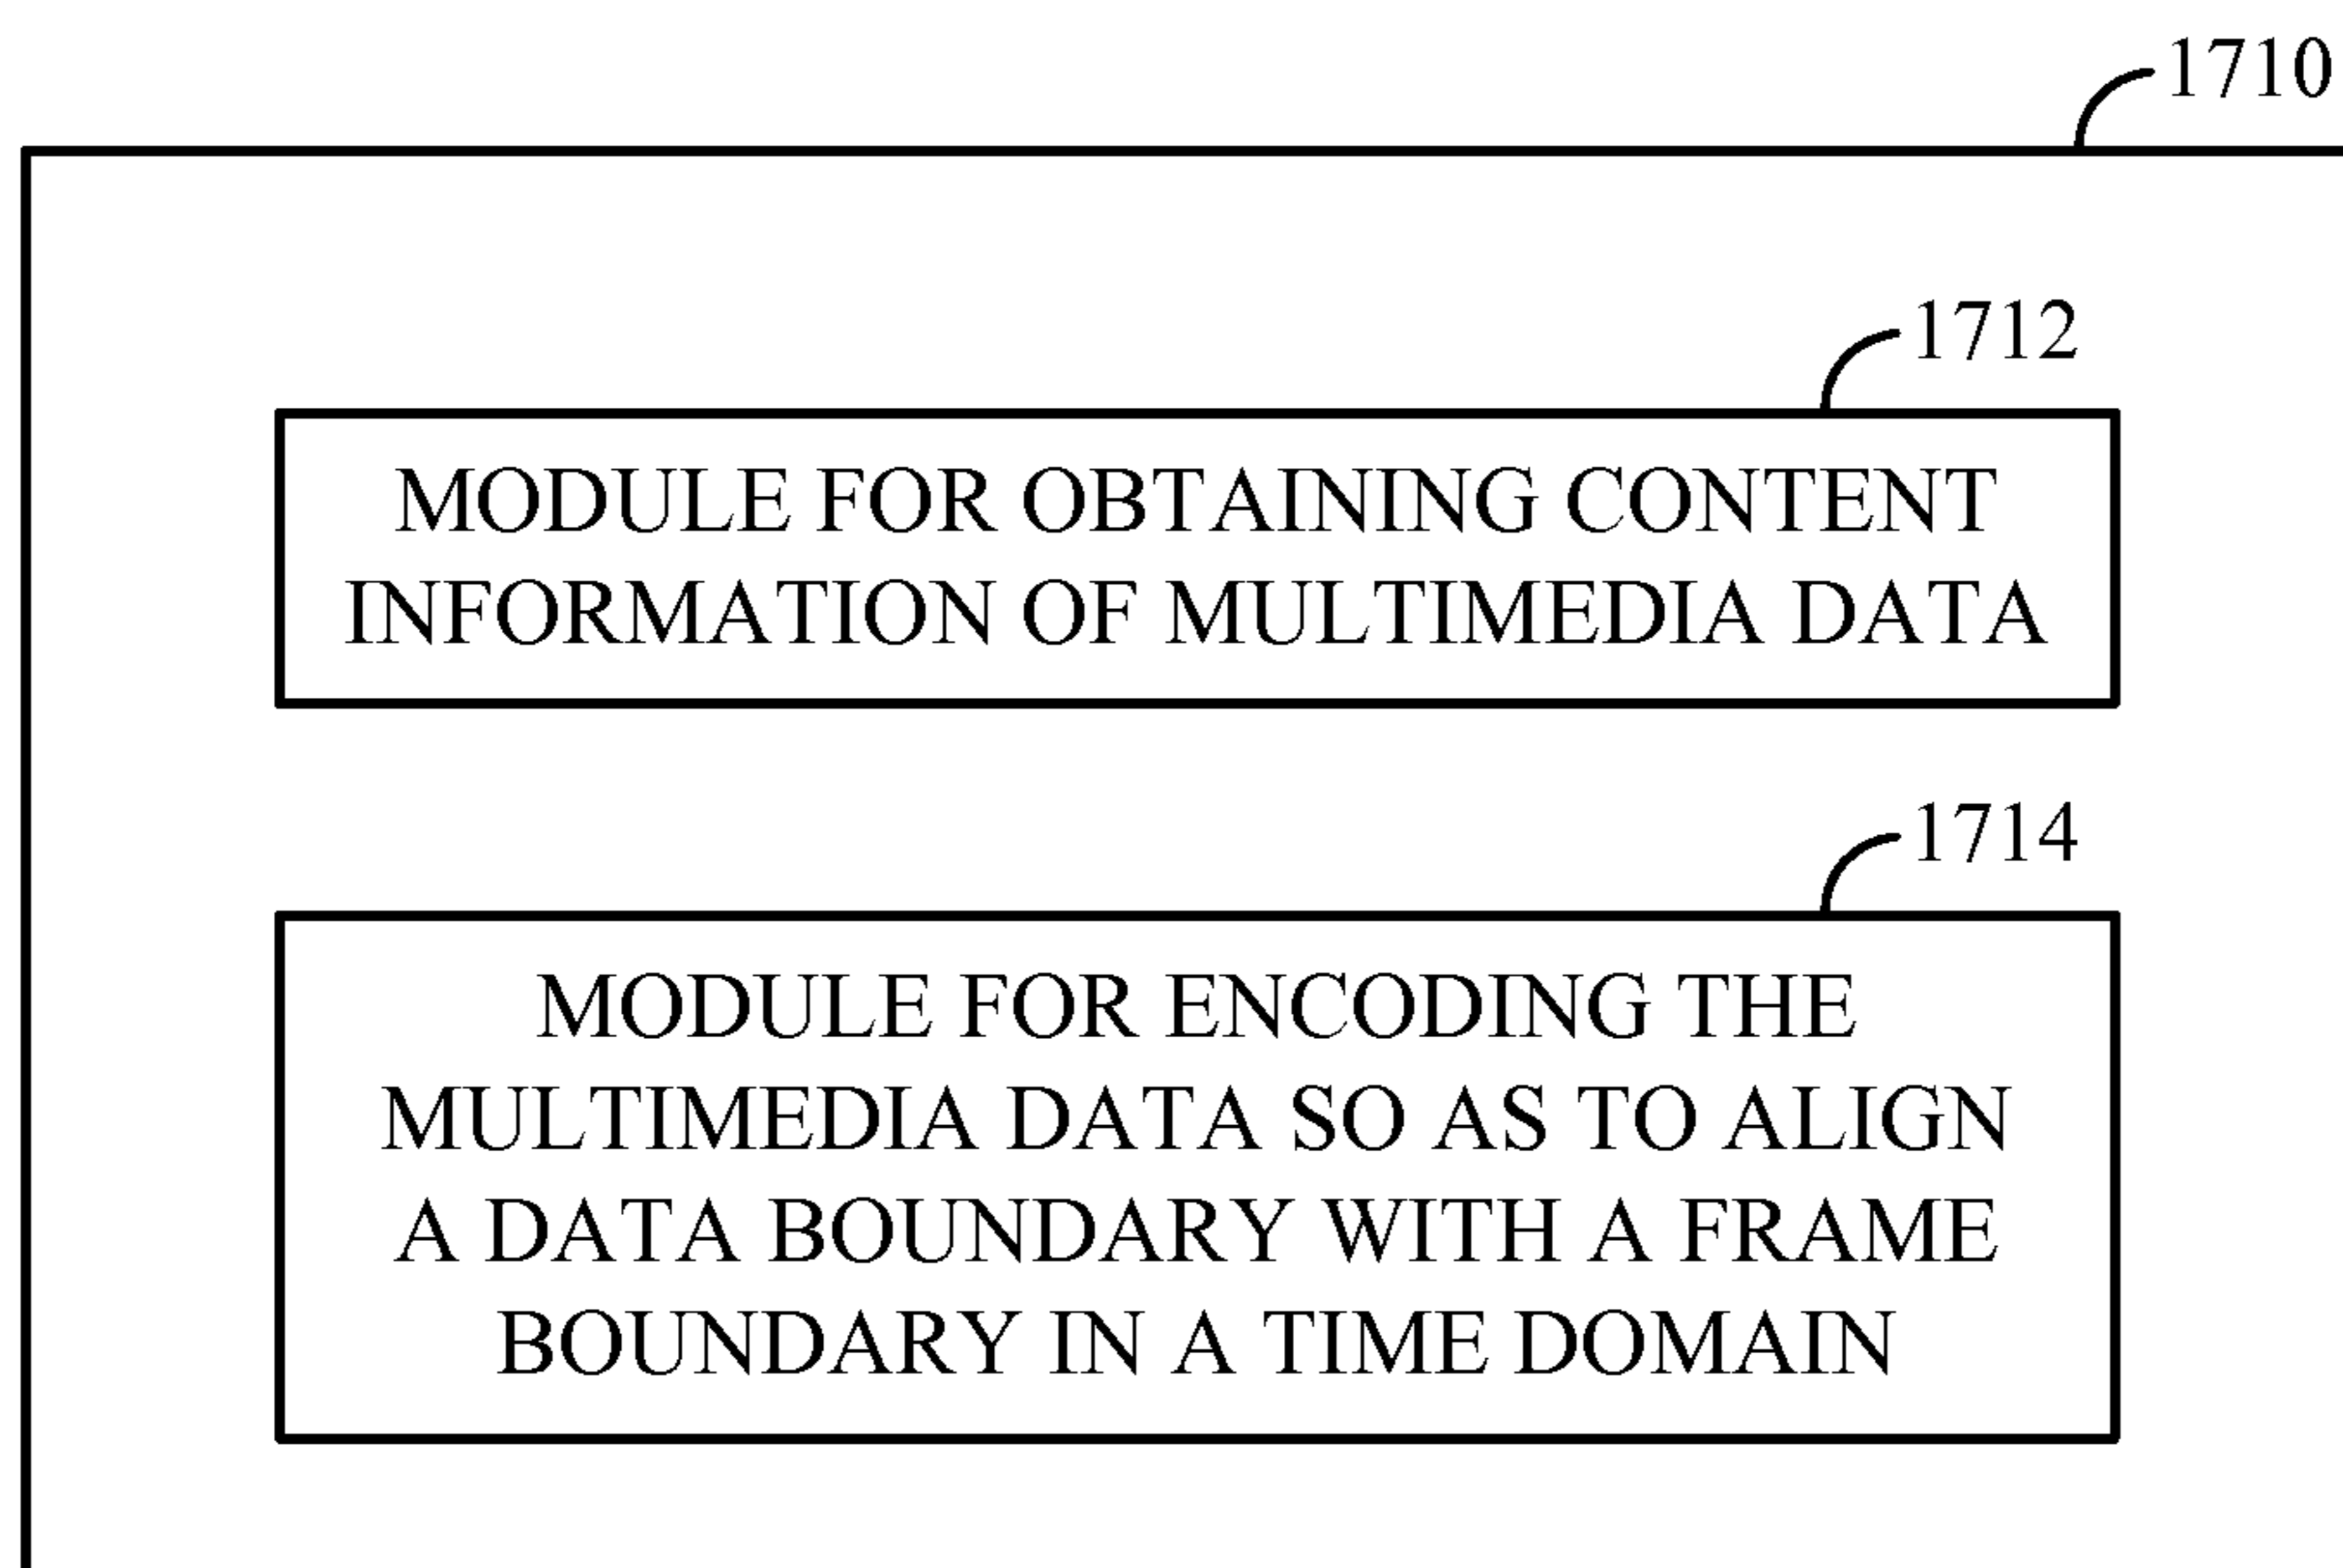 1710
1712
MODULE FOR OBTAINING CONTENT
INFORMATION OF MULTIMEDIA DATA
1714
MODULE FOR ENCODING THE
MULTIMEDIA DATA SO AS TO ALIGN
A DATA BOUNDARY WITH A FRAME
BOUNDARY IN A TIME DOMAIN